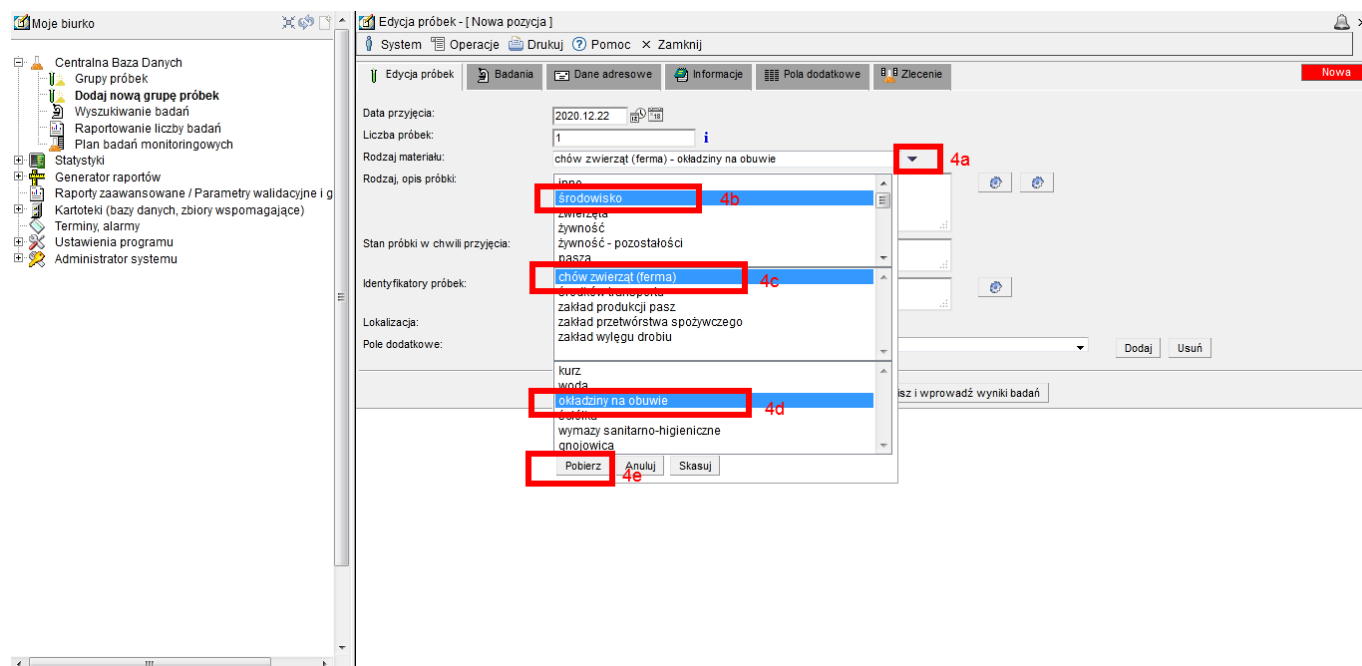 Moje biurko
Centralna Baza Danych
Grupy próbek
Dodaj nową grupę próbek
Wyszukiwanie badań
Raportowanie liczby badań
Plan badań monitoringowych
Statystyki
Generator raportów
Raporty zaawansowane / Parametry walidacyjne i g
Kartoteki (bazy danych, zbiory wspomagające)
Terminy, alarmy
Ustawienia programu
Administrator systemu
Edycja próbek - [ Nowa pozycja ]
System Operacje Drukuj Pomoc × Zamknij
Edycja próbek Badania Dane adresowe Informacje Pola dodatkowe Zlecenie Nowa
Data przyjęcia: 2020.12.22
Liczba próbek: 1 i
Rodzaj materiału: chów zwierząt (ferma) - okładziny na obuwie 4a
Rodzaj, opis próbki: inne
środowisko 4b
zwierzęta
żywność
Stan próbki w chwili przyjęcia: żywność - pozostałości
pasza
chów zwierząt (ferma) 4c
Identyfikatory próbek: środków transportu
zakład produkcji pasz
Lokalizacja: zakład przetwórstwa spożywczego
Pole dodatkowe: zakład wylęgu drobiu Dodaj Usuń
kurz
woda
isz i wprowadź wyniki badań
okładziny na obuwie 4d
ściółka
wymazy sanitarno-higieniczne
gnojowica
Pobierz Anuluj Skasuj
4e